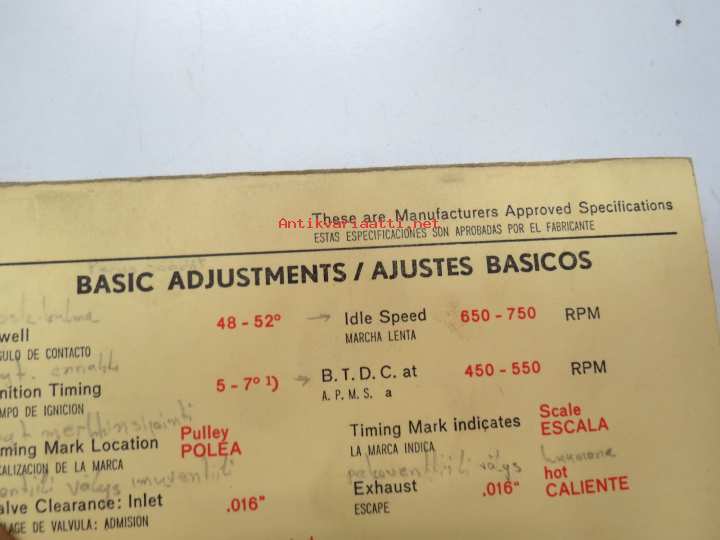 These are Manufacturers Approved Specifications
Antikvariaatti.net
ESTAS ESPECIFICACIONES SON APROBADAS POR EL FABRICANTE
BASIC ADJUSTMENTS / AJUSTES BASICOS
well 48 - 52° → Idle Speed 650 - 750 RPM
GULO DE CONTACTO MARCHA LENTA
nition Timing 5 - 7° 1) → B.T.D.C. at 450 - 550 RPM
MPO DE IGNICION A.P.M.S. a
ming Mark Location Pulley Timing Mark indicates Scale
CALIZACION DE LA MARCA POLEA LA MARCA INDICA ESCALA
alve Clearance: Inlet .016" Exhaust .016" hot
LAGE DE VALVULA: ADMISION ESCAPE CALIENTE